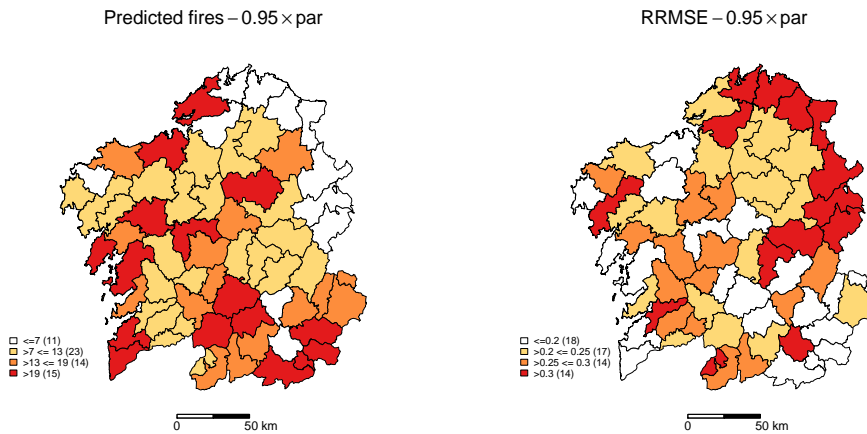 Predicted fires – 0.95 × par
<=7 (11)
>7 <= 13 (23)
>13 <= 19 (14)
>19 (15)
0 50 km
RRMSE – 0.95 × par
<=0.2 (18)
>0.2 <= 0.25 (17)
>0.25 <= 0.3 (14)
>0.3 (14)
0 50 km